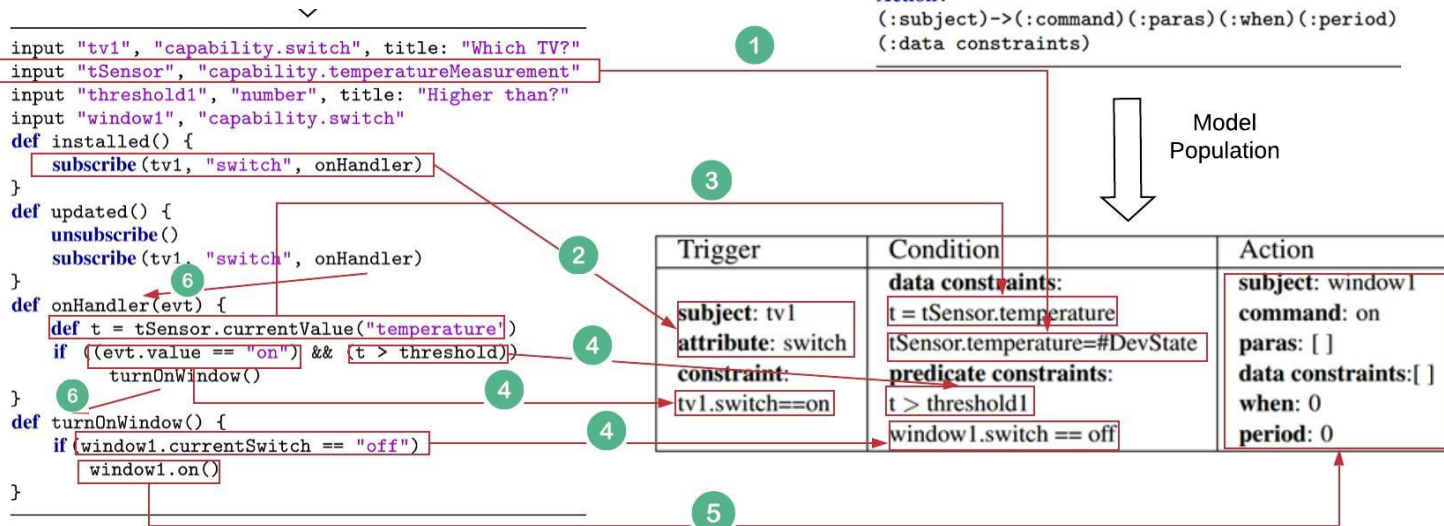 (:subject)->(:command)(:paras)(:when)(:period)
(:data constraints)
input "tv1", "capability.switch", title: "Which TV?"
input "tSensor", "capability.temperatureMeasurement"
input "threshold1", "number", title: "Higher than?"
input "window1", "capability.switch"
def installed() {
subscribe(tv1, "switch", onHandler)
}
def updated() {
unsubscribe()
subscribe(tv1, "switch", onHandler)
}
def onHandler(evt) {
def t = tSensor.currentValue("temperature")
if ((evt.value == "on") && (t > threshold))
turnOnWindow()
}
def turnOnWindow() {
if(window1.currentSwitch == "off")
window1.on()
}
1
2
3
4
4
4
5
6
6
Model
Population
Trigger
subject: tv1
attribute: switch
constraint:
tv1.switch==on
Condition
data constraints:
t = tSensor.temperature
tSensor.temperature=#DevState
predicate constraints:
t > threshold1
window1.switch == off
Action
subject: window1
command: on
paras: [ ]
data constraints:[ ]
when: 0
period: 0